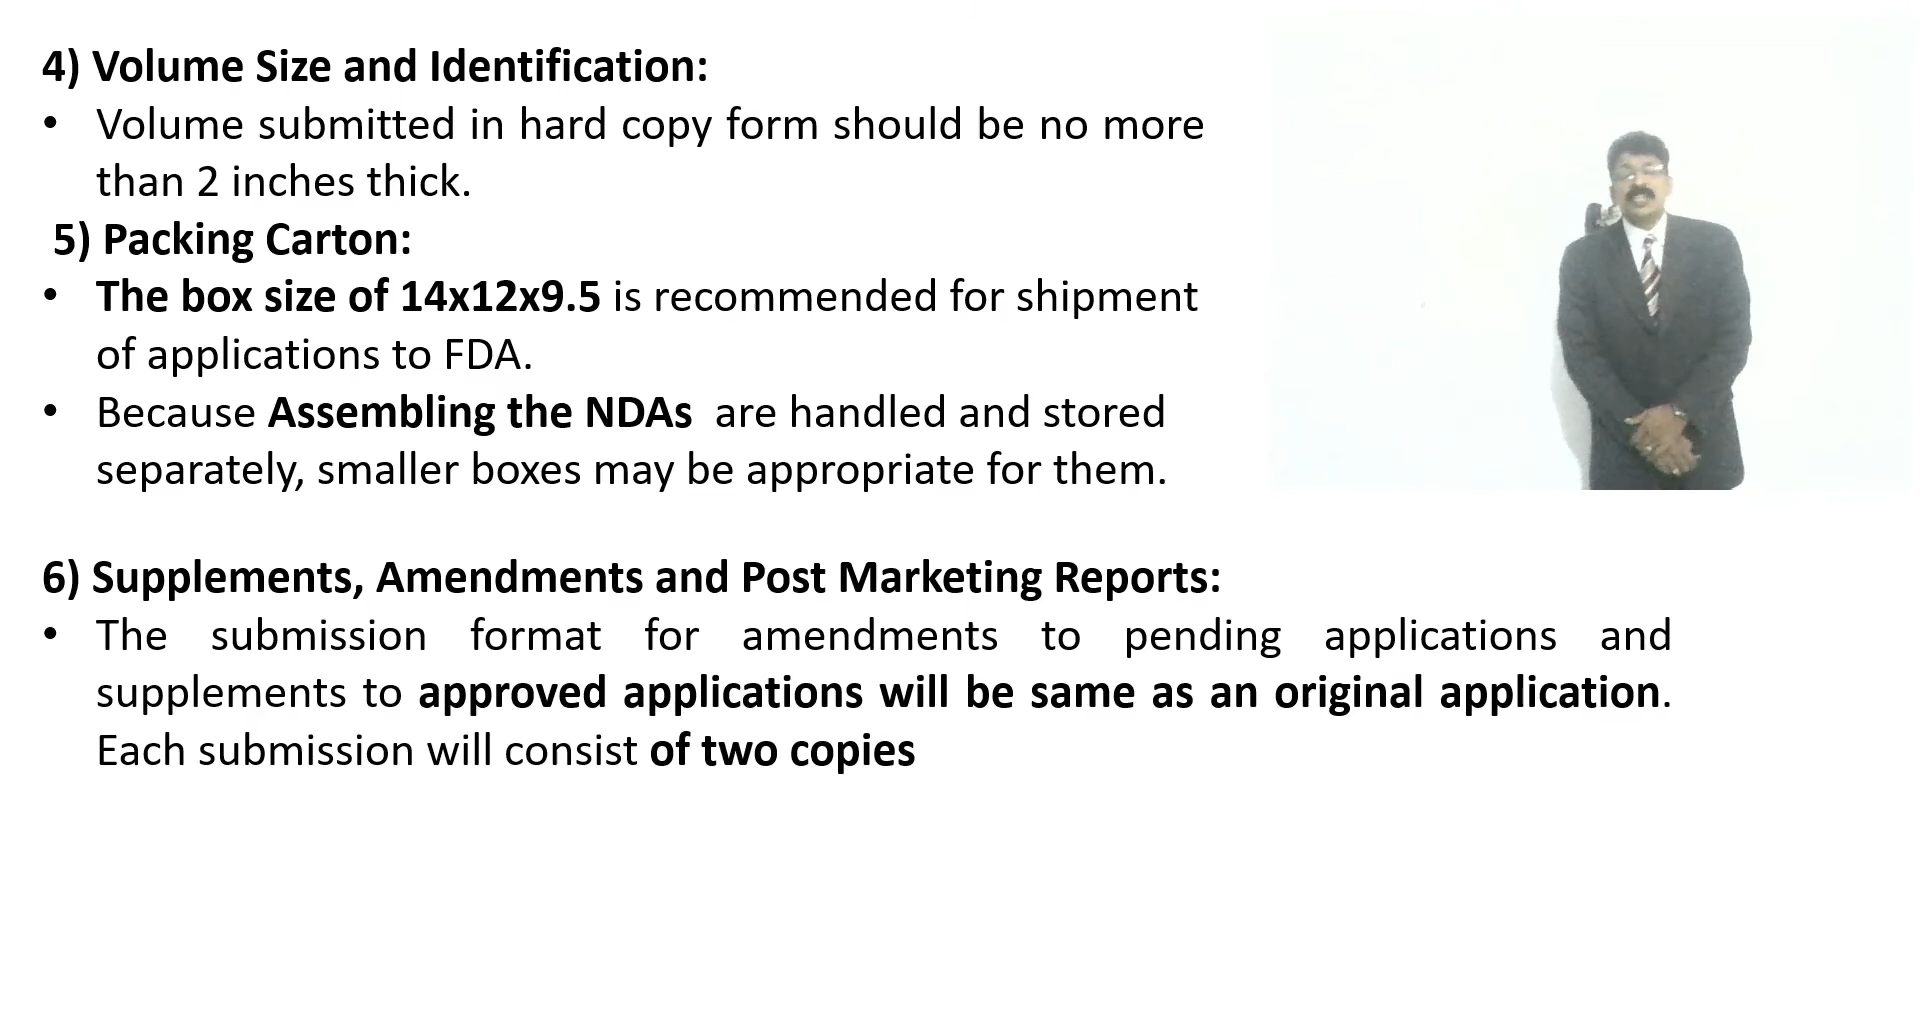 4) Volume Size and Identification:
• Volume submitted in hard copy form should be no more
than 2 inches thick.
5) Packing Carton:
• The box size of 14x12x9.5 is recommended for shipment
of applications to FDA.
• Because Assembling the NDAs are handled and stored
separately, smaller boxes may be appropriate for them.
6) Supplements, Amendments and Post Marketing Reports:
• The submission format for amendments to pending applications and
supplements to approved applications will be same as an original application.
Each submission will consist of two copies